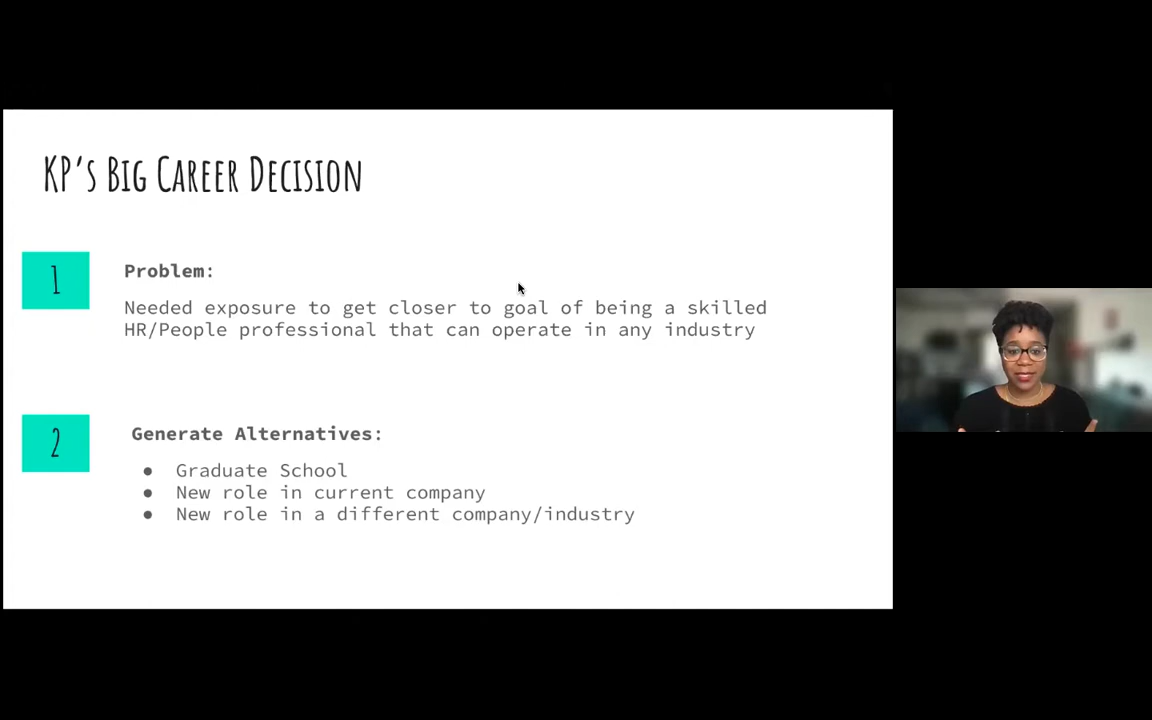 KP's Big Career Decision
1
Problem:
Needed exposure to get closer to goal of being a skilled
HR/People professional that can operate in any industry
2
Generate Alternatives:
● Graduate School
● New role in current company
● New role in a different company/industry